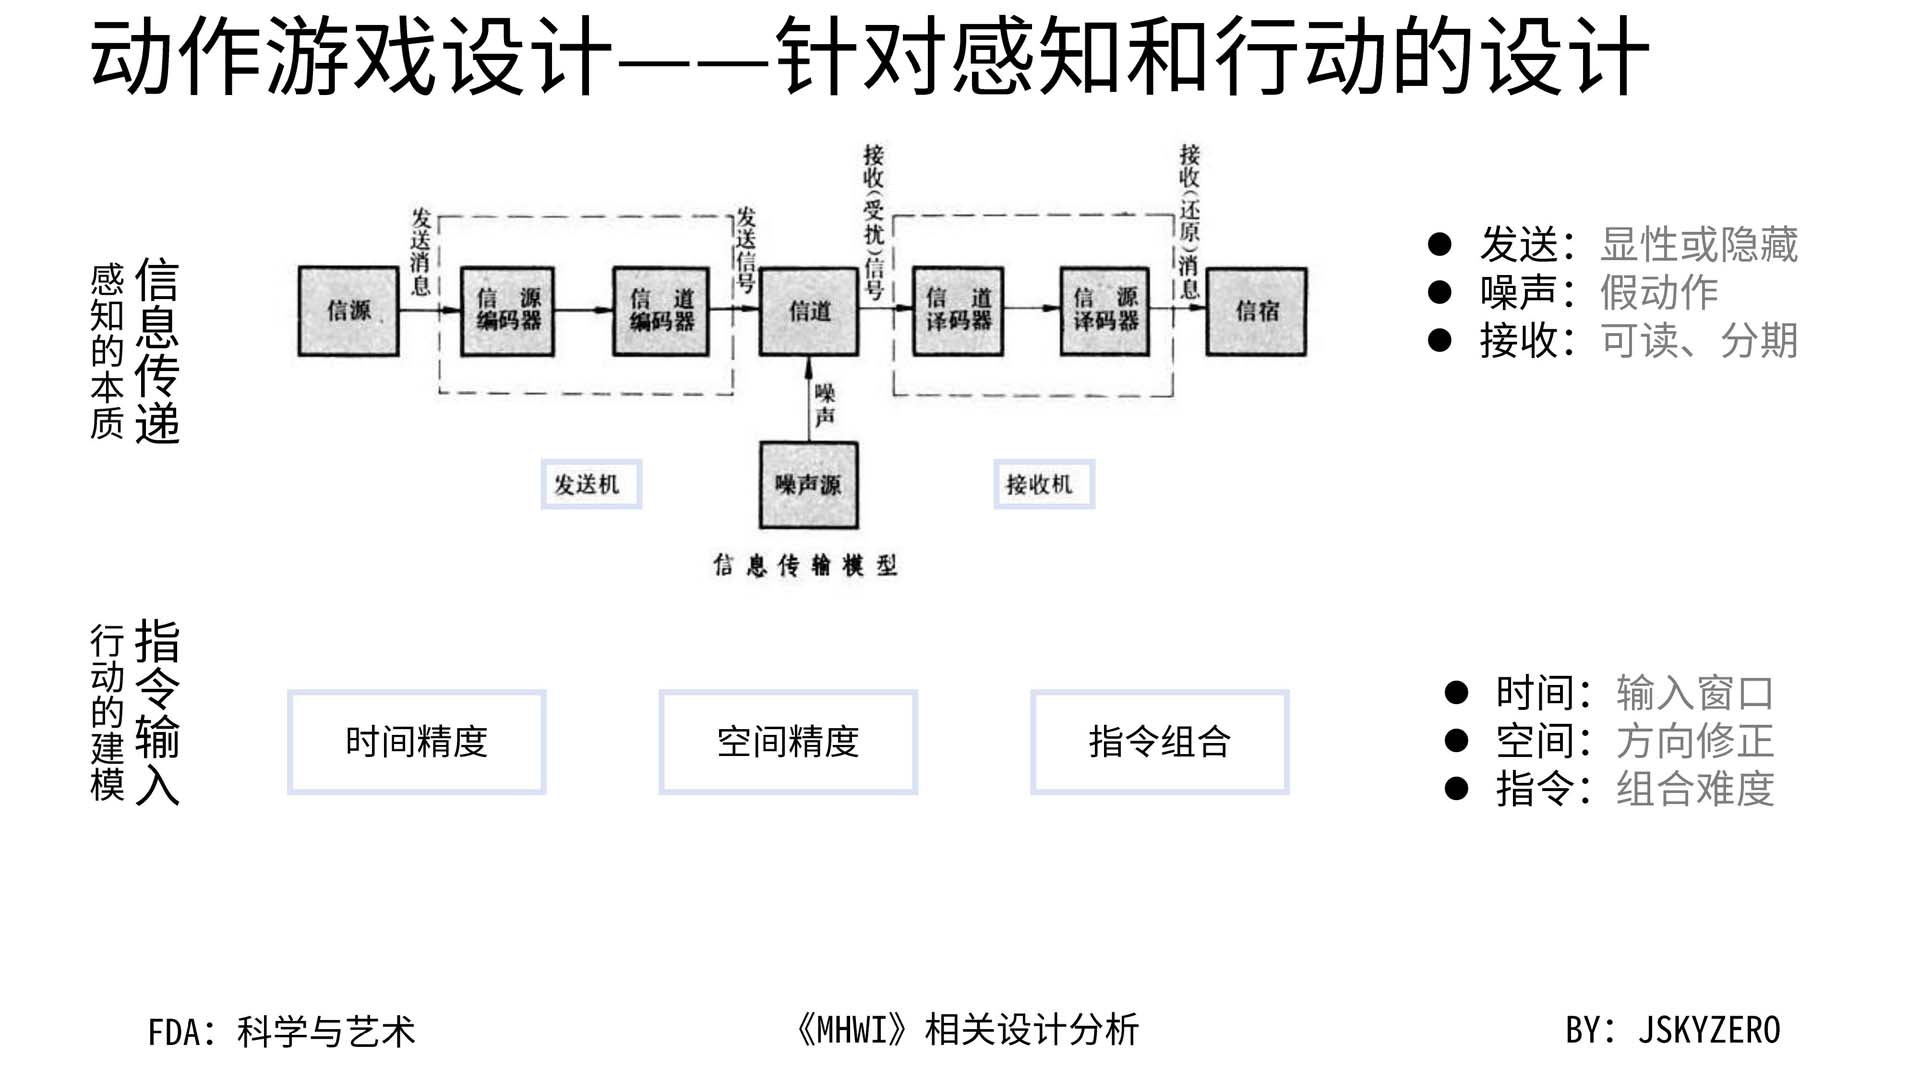 动作游戏设计——针对感知和行动的设计
感知的本质
信息传递
发送消息
发送信号
接收(受扰)信号
接收(还原)消息
信源
信源编码器
信道编码器
信道
信道译码器
信源译码器
信宿
噪声
噪声源
发送机
接收机
信息传输模型
● 发送：显性或隐藏
● 噪声：假动作
● 接收：可读、分期
行动的建模
指令输入
时间精度
空间精度
指令组合
● 时间：输入窗口
● 空间：方向修正
● 指令：组合难度
FDA：科学与艺术
《MHWI》相关设计分析
BY：JSKYZERO